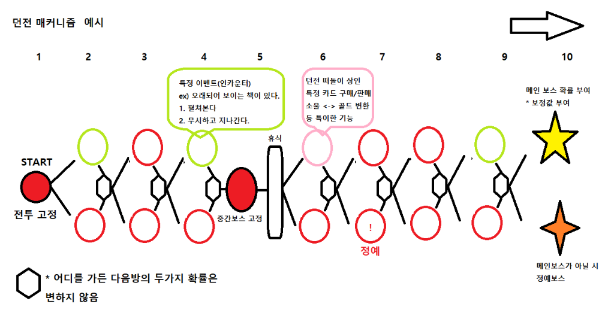 던전 매커니즘 예시
1 2 3 4 5 6 7 8 9 10
특정 이벤트(인카운터)
ex) 오래되어 보이는 책이 있다.
1. 펼쳐본다
2. 무시하고 지나간다.
던전 떠돌이 상인
특정 카드 구매/판매
소울 <-> 골드 변환
등 특이한 기능
메인 보스 확률 부여
* 보정값 부여
START
전투 고정
중간보스 고정
휴식
!
정예
메인보스가 아닐 시
정예보스
* 어디를 가든 다음방의 두가지 확률은
변하지 않음